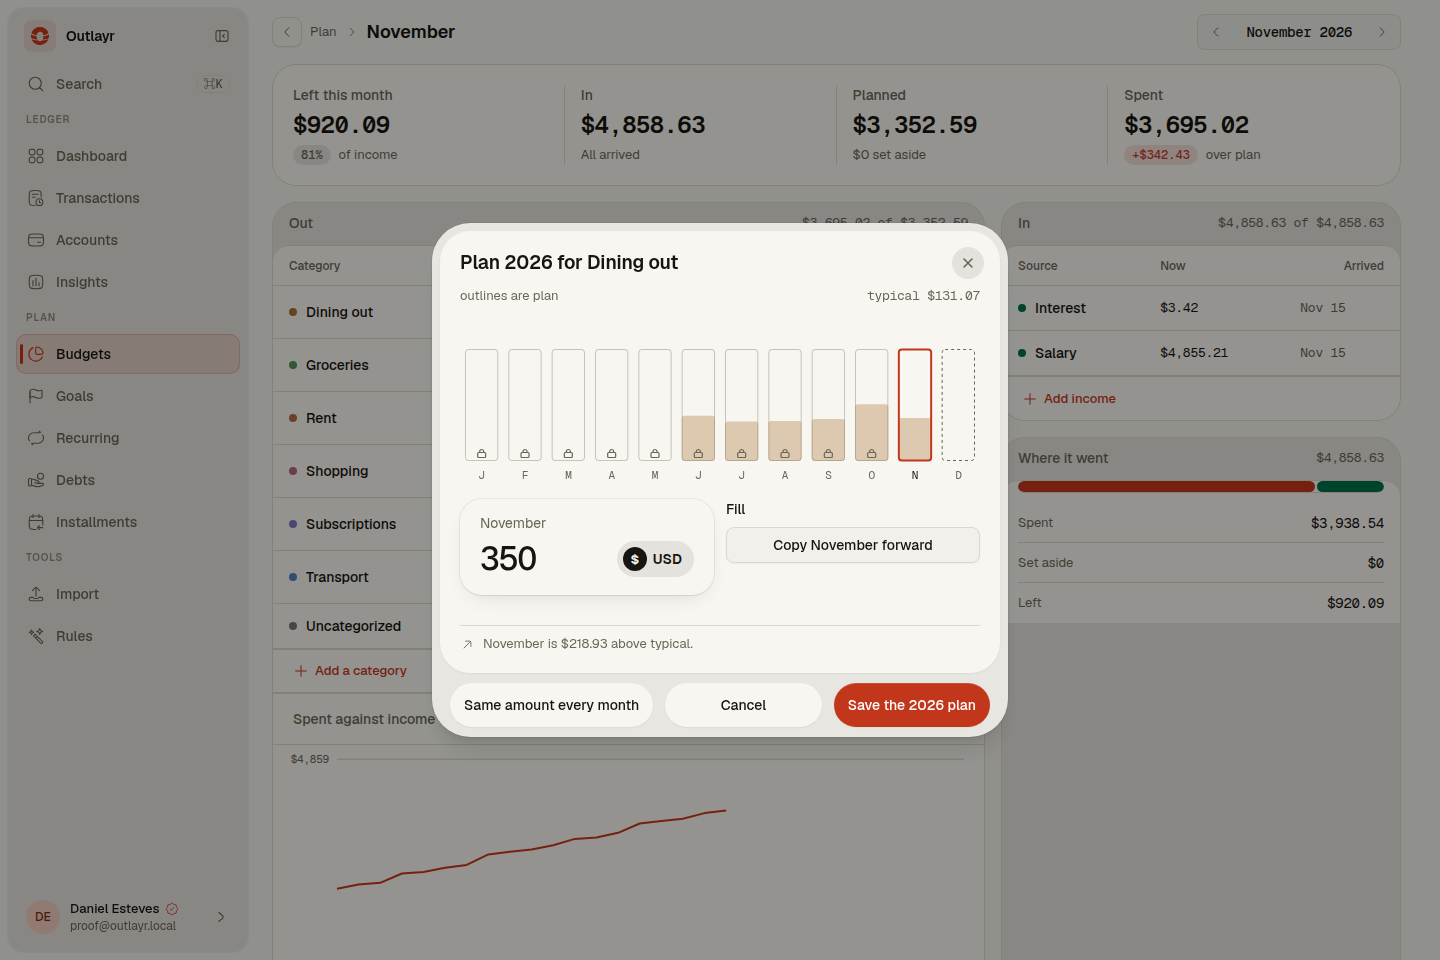 Outlayr
Search
⌘K
LEDGER
Dashboard
Transactions
Accounts
Insights
PLAN
Budgets
Goals
Recurring
Debts
Installments
TOOLS
Import
Rules
DE
Daniel Esteves
proof@outlayr.local
Plan
November
November 2026
Left this month
$920.09
81% of income
In
$4,858.63
All arrived
Planned
$3,352.59
$0 set aside
Spent
$3,695.02
+$342.43 over plan
Out
$3,695.02 of $3,352.59
Category
Dining out
Groceries
Rent
Shopping
Subscriptions
Transport
Uncategorized
Add a category
Spent against income
$4,859
In
$4,858.63 of $4,858.63
Source Now Arrived
Interest $3.42 Nov 15
Salary $4,855.21 Nov 15
Add income
Where it went
$4,858.63
Spent $3,938.54
Set aside $0
Left $920.09
Plan 2026 for Dining out
outlines are plan
typical $131.07
J F M A M J J A S O N D
November
350
$ USD
Fill
Copy November forward
November is $218.93 above typical.
Same amount every month
Cancel
Save the 2026 plan